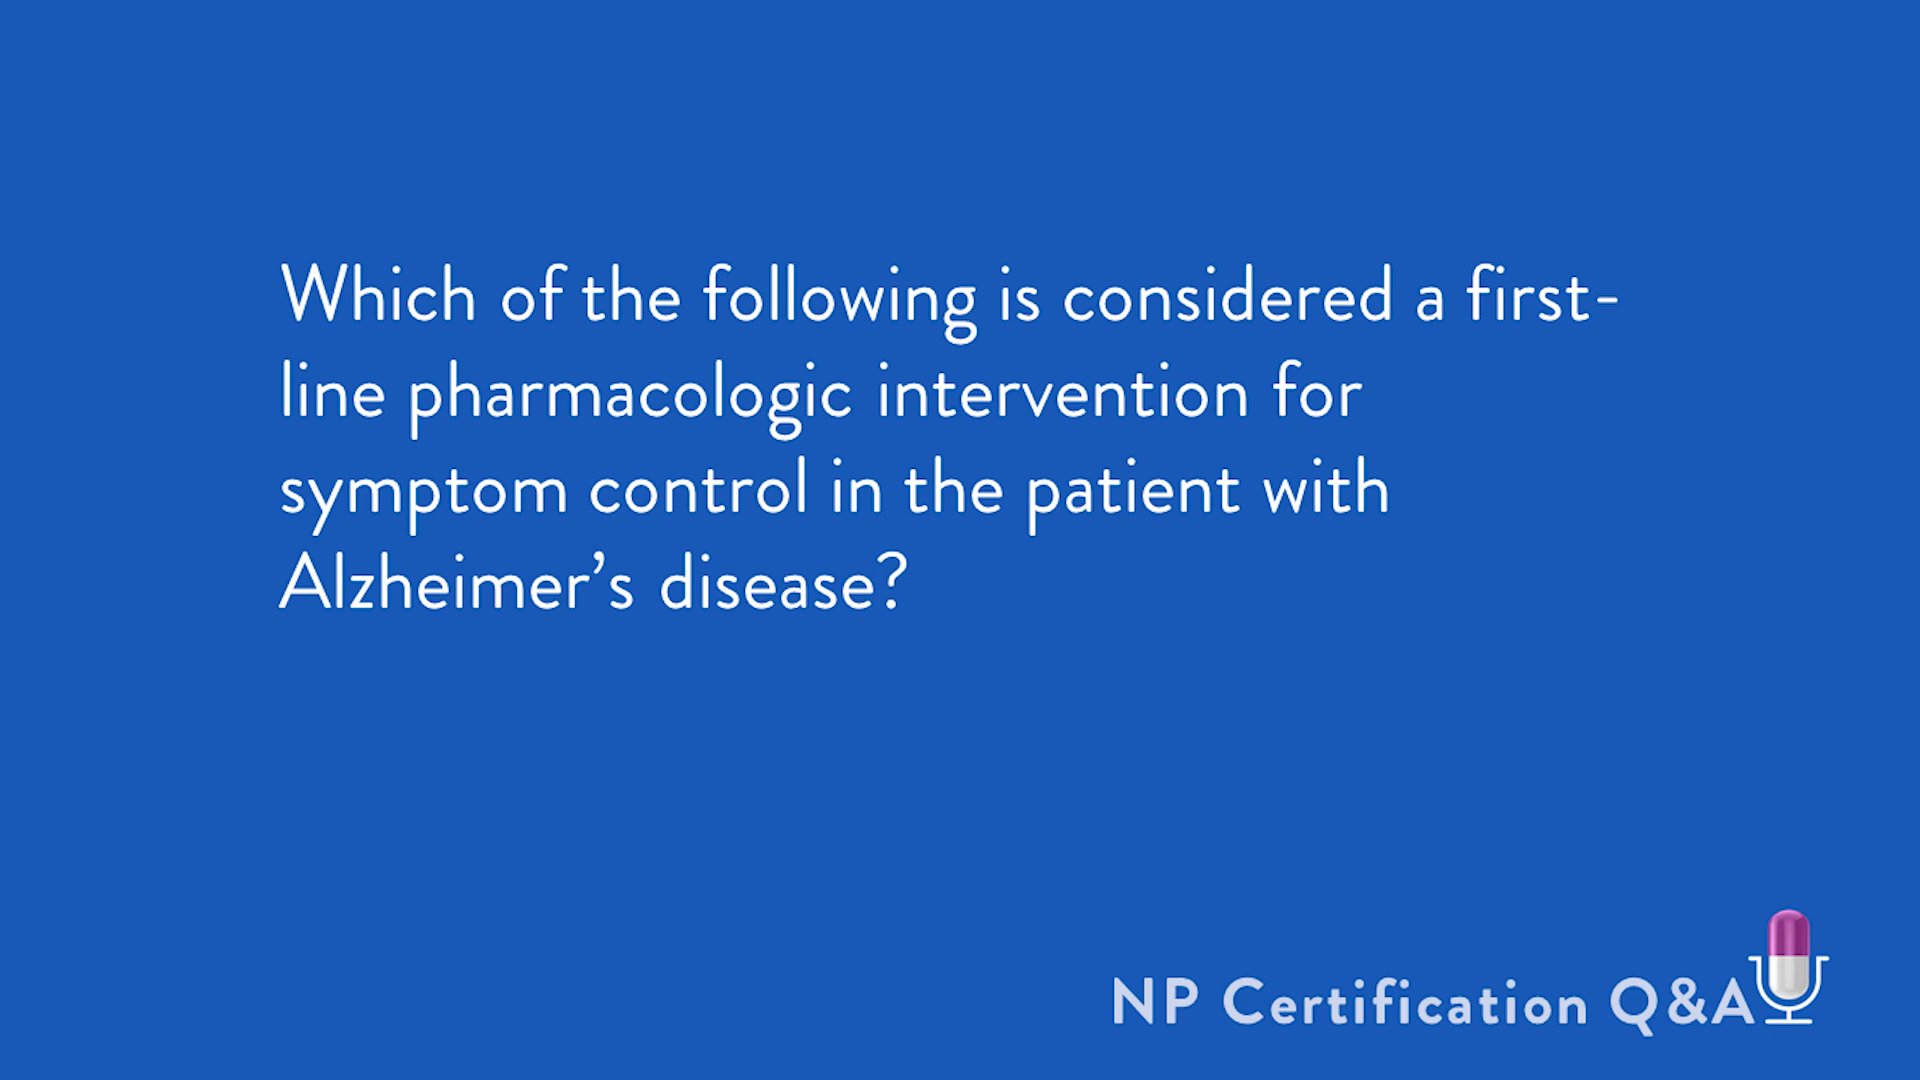 Which of the following is considered a first-
line pharmacologic intervention for
symptom control in the patient with
Alzheimer’s disease?
NP Certification Q&A